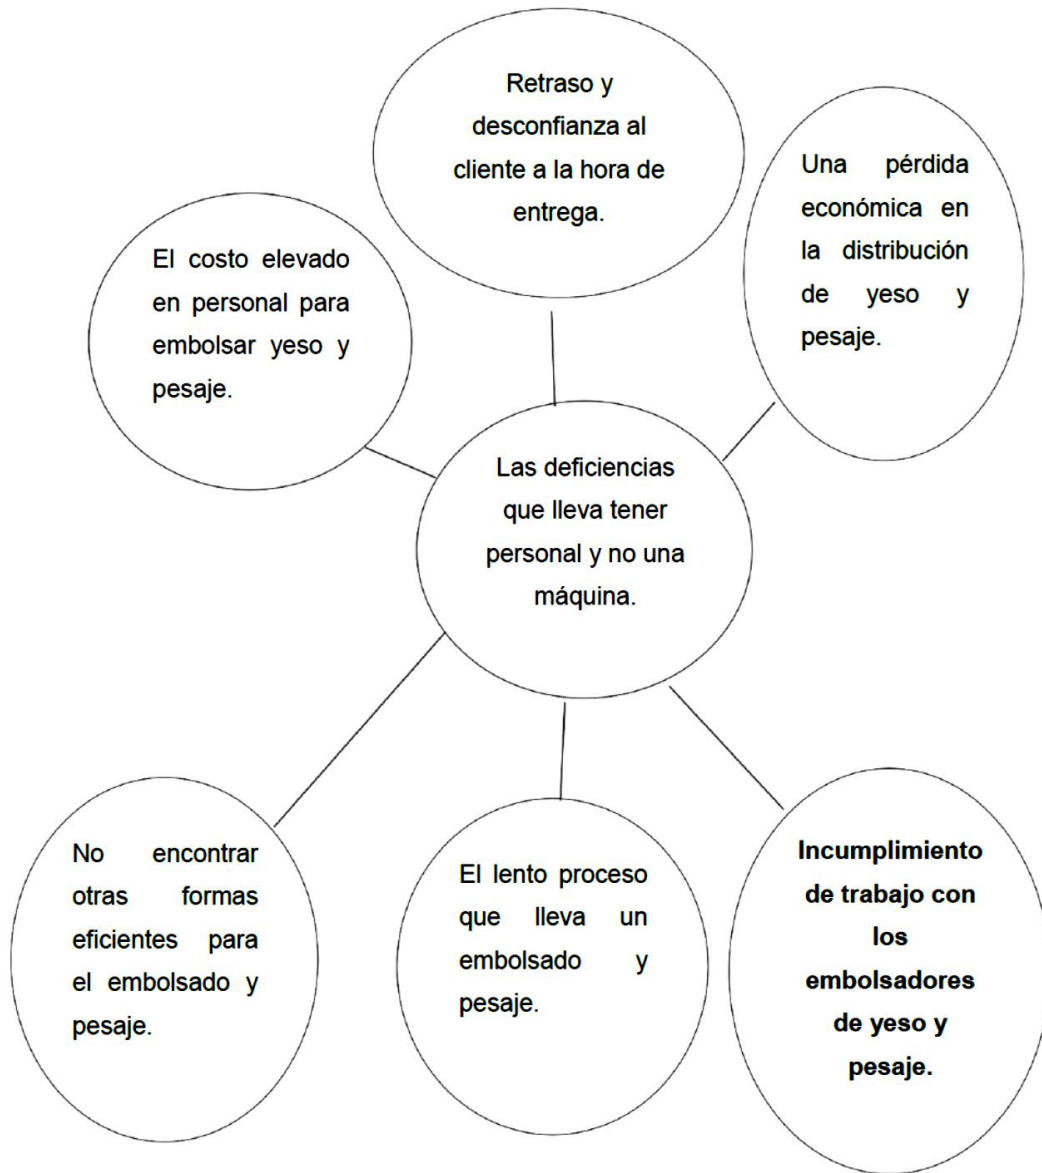 Retraso y
desconfianza al
cliente a la hora de
entrega.
Una pérdida
económica en
la distribución
de yeso y
pesaje.
El costo elevado
en personal para
embolsar yeso y
pesaje.
Las deficiencias
que lleva tener
personal y no una
máquina.
No encontrar
otras formas
eficientes para
el embolsado y
pesaje.
El lento proceso
que lleva un
embolsado y
pesaje.
Incumplimiento
de trabajo con
los
embolsadores
de yeso y
pesaje.